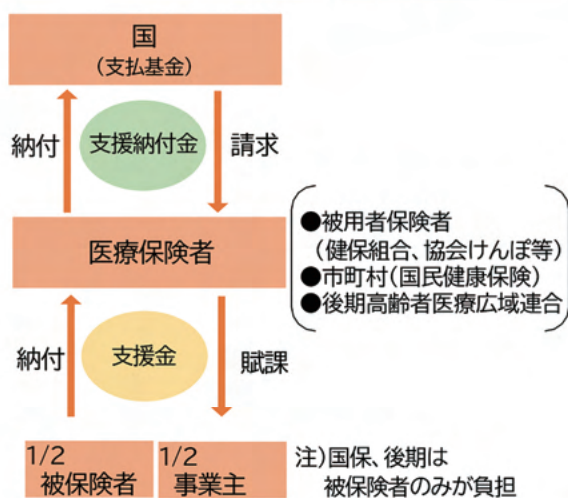 国
(支払基金)
納付
支援納付金
請求
医療保険者
●被用者保険者
(健保組合、協会けんぽ等)
●市町村(国民健康保険)
●後期高齢者医療広域連合
納付
支援金
賦課
1/2
被保険者
1/2
事業主
注)国保、後期は
被保険者のみが負担